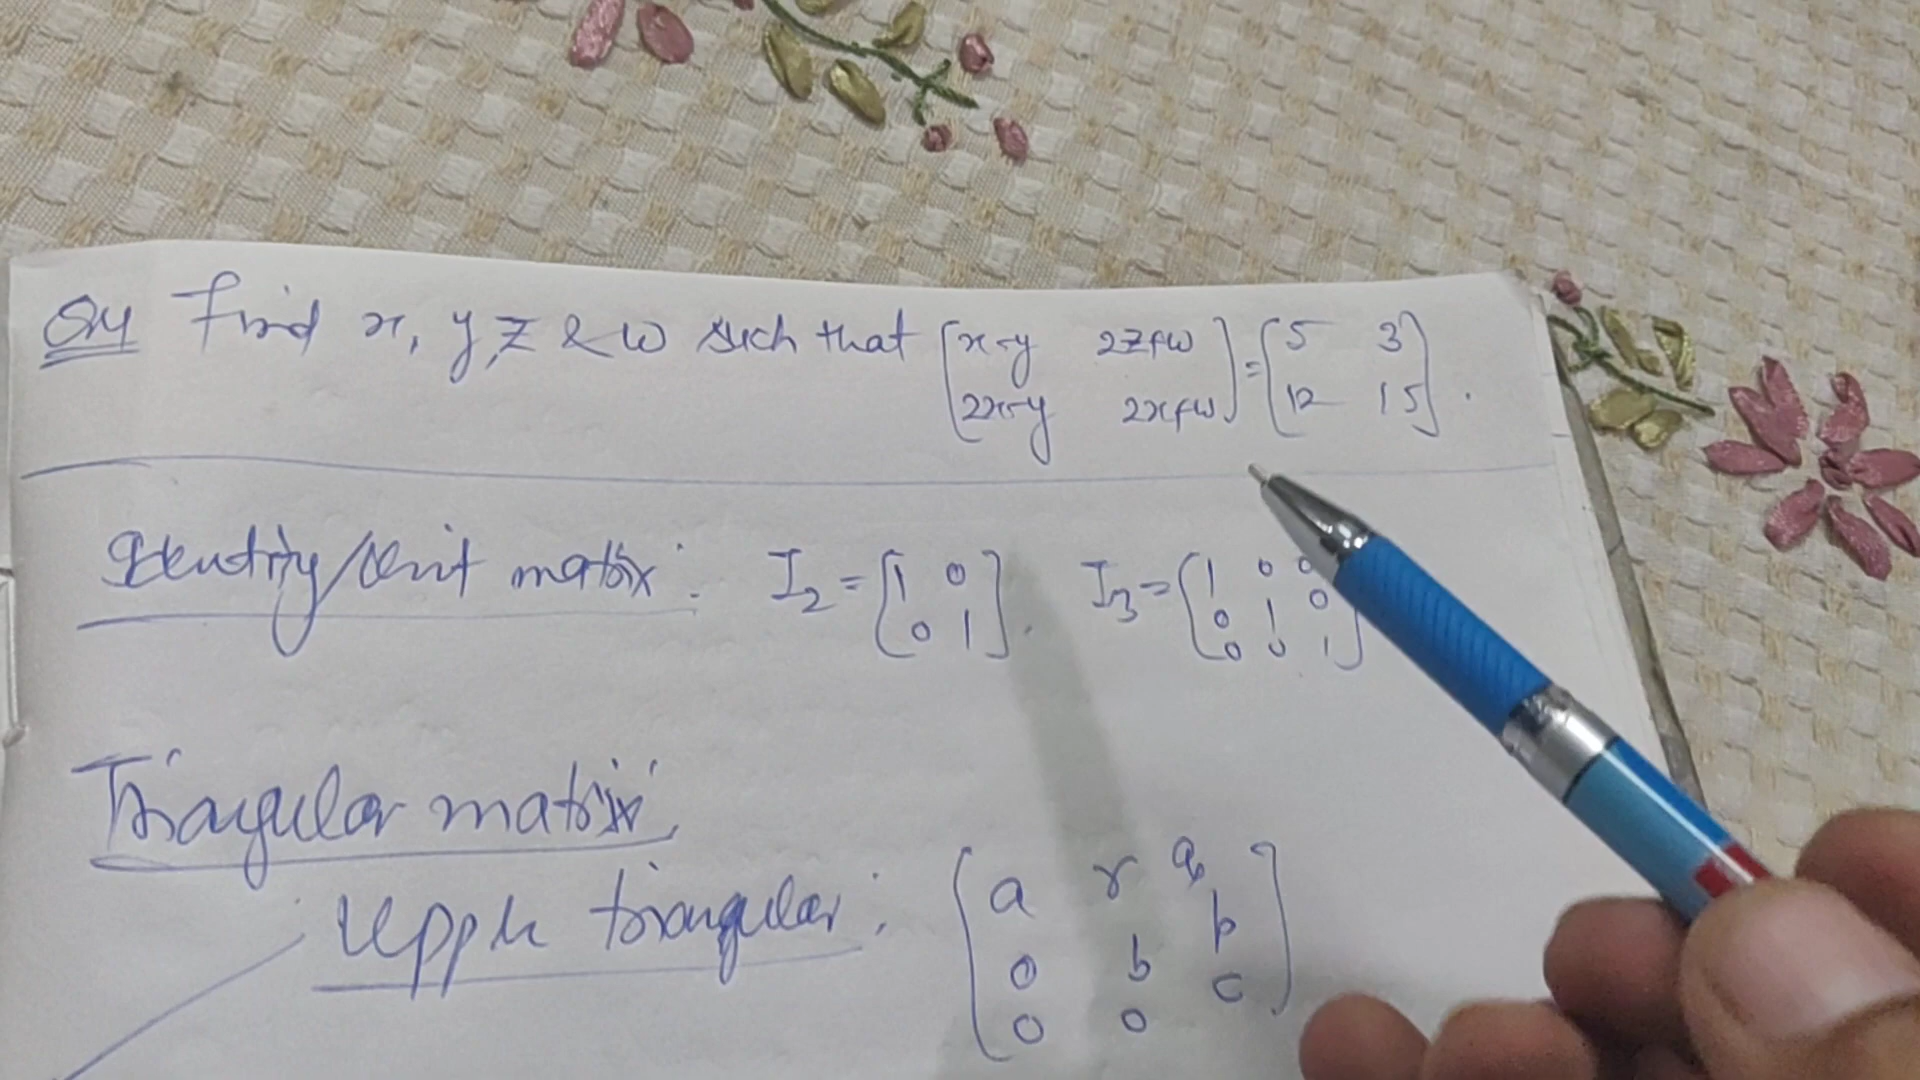 Q4 Find x, y, z & w such that [x-y 2z+w] = [5 3]
[2x-y 2x+w] [12 15].
Identity/Unit matrix: I2 = [1 0] I3 = [1 0 0]
[0 1]. [0 1 0]
[0 0 1]
Triangular matrix,
Upper triangular: [a r q]
[0 b p]
[0 0 c]